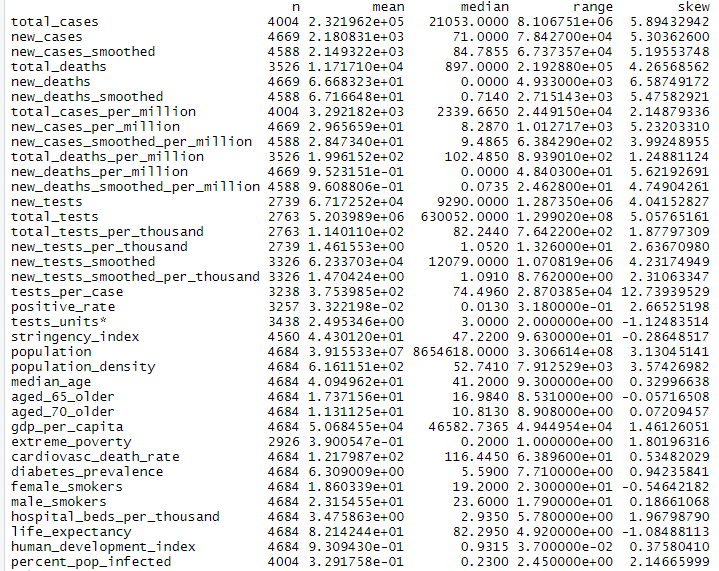 n mean median range skew
total_cases 4004 2.321962e+05 21053.0000 8.106751e+06 5.89432942
new_cases 4669 2.180831e+03 71.0000 7.842700e+04 5.30362600
new_cases_smoothed 4588 2.149322e+03 84.7855 6.737357e+04 5.19553748
total_deaths 3526 1.171710e+04 897.0000 2.192880e+05 4.26568562
new_deaths 4669 6.668323e+01 0.0000 4.933000e+03 6.58749172
new_deaths_smoothed 4588 6.716648e+01 0.7140 2.715143e+03 5.47582921
total_cases_per_million 4004 3.292182e+03 2339.6650 2.449150e+04 2.14879336
new_cases_per_million 4669 2.965659e+01 8.2870 1.012717e+03 5.23203310
new_cases_smoothed_per_million 4588 2.847340e+01 9.4865 6.384290e+02 3.99248955
total_deaths_per_million 3526 1.996152e+02 102.4850 8.939010e+02 1.24881124
new_deaths_per_million 4669 9.523151e-01 0.0000 4.840300e+01 5.62192691
new_deaths_smoothed_per_million 4588 9.608806e-01 0.0735 2.462800e+01 4.74904261
new_tests 2739 6.717252e+04 9290.0000 1.287350e+06 4.04152827
total_tests 2763 5.203989e+06 630052.0000 1.299020e+08 5.05765161
total_tests_per_thousand 2763 1.140110e+02 82.2440 7.642200e+02 1.87797309
new_tests_per_thousand 2739 1.461553e+00 1.0520 1.326000e+01 2.63670980
new_tests_smoothed 3326 6.233703e+04 12079.0000 1.070819e+06 4.23174949
new_tests_smoothed_per_thousand 3326 1.470424e+00 1.0910 8.762000e+00 2.31063347
tests_per_case 3238 3.753985e+02 74.4960 2.870385e+04 12.73939529
positive_rate 3257 3.322198e-02 0.0130 3.180000e-01 2.66525198
tests_units* 3438 2.495346e+00 3.0000 2.000000e+00 -1.12483514
stringency_index 4560 4.430120e+01 47.2200 9.630000e+01 -0.28648517
population 4684 3.915533e+07 8654618.0000 3.306614e+08 3.13045141
population_density 4684 6.161151e+02 52.7410 7.912529e+03 3.57426982
median_age 4684 4.094962e+01 41.2000 9.300000e+00 0.32996638
aged_65_older 4684 1.737156e+01 16.9840 8.531000e+00 -0.05716508
aged_70_older 4684 1.131125e+01 10.8130 8.908000e+00 0.07209457
gdp_per_capita 4684 5.068455e+04 46582.7365 4.944954e+04 1.46126051
extreme_poverty 2926 3.900547e-01 0.2000 1.000000e+00 1.80196316
cardiovasc_death_rate 4684 1.217987e+02 116.4450 6.389600e+01 0.53482029
diabetes_prevalence 4684 6.309009e+00 5.5900 7.710000e+00 0.94235841
female_smokers 4684 1.860339e+01 19.2000 2.300000e+01 -0.54642182
male_smokers 4684 2.315455e+01 23.6000 1.790000e+01 0.18661068
hospital_beds_per_thousand 4684 3.475863e+00 2.9350 5.780000e+00 1.96798790
life_expectancy 4684 8.214244e+01 82.2950 4.920000e+00 -1.08488113
human_development_index 4684 9.309430e-01 0.9315 3.700000e-02 0.37580410
percent_pop_infected 4004 3.291758e-01 0.2300 2.450000e+00 2.14665999